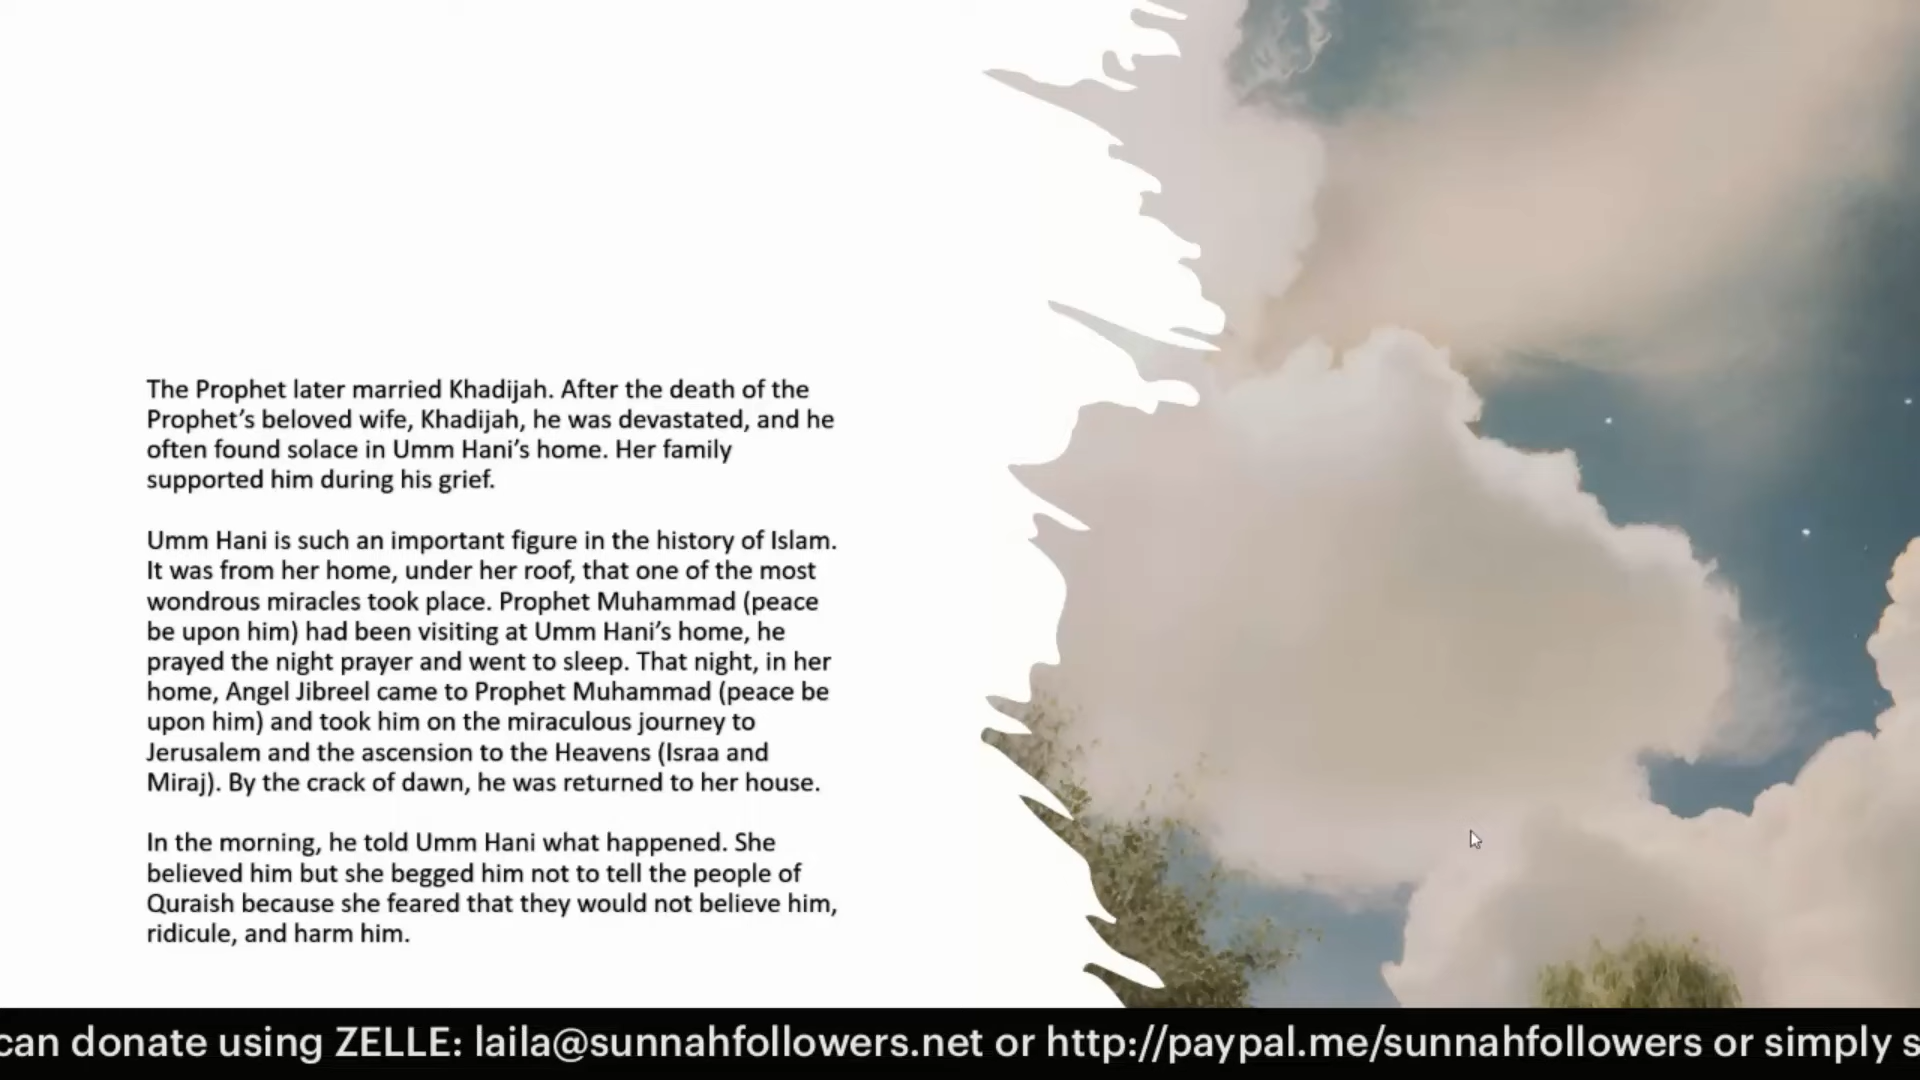 The Prophet later married Khadijah. After the death of the
Prophet’s beloved wife, Khadijah, he was devastated, and he
often found solace in Umm Hani’s home. Her family
supported him during his grief.
Umm Hani is such an important figure in the history of Islam.
It was from her home, under her roof, that one of the most
wondrous miracles took place. Prophet Muhammad (peace
be upon him) had been visiting at Umm Hani’s home, he
prayed the night prayer and went to sleep. That night, in her
home, Angel Jibreel came to Prophet Muhammad (peace be
upon him) and took him on the miraculous journey to
Jerusalem and the ascension to the Heavens (Israa and
Miraj). By the crack of dawn, he was returned to her house.
In the morning, he told Umm Hani what happened. She
believed him but she begged him not to tell the people of
Quraish because she feared that they would not believe him,
ridicule, and harm him.
can donate using ZELLE: laila@sunnahfollowers.net or http://paypal.me/sunnahfollowers or simply s